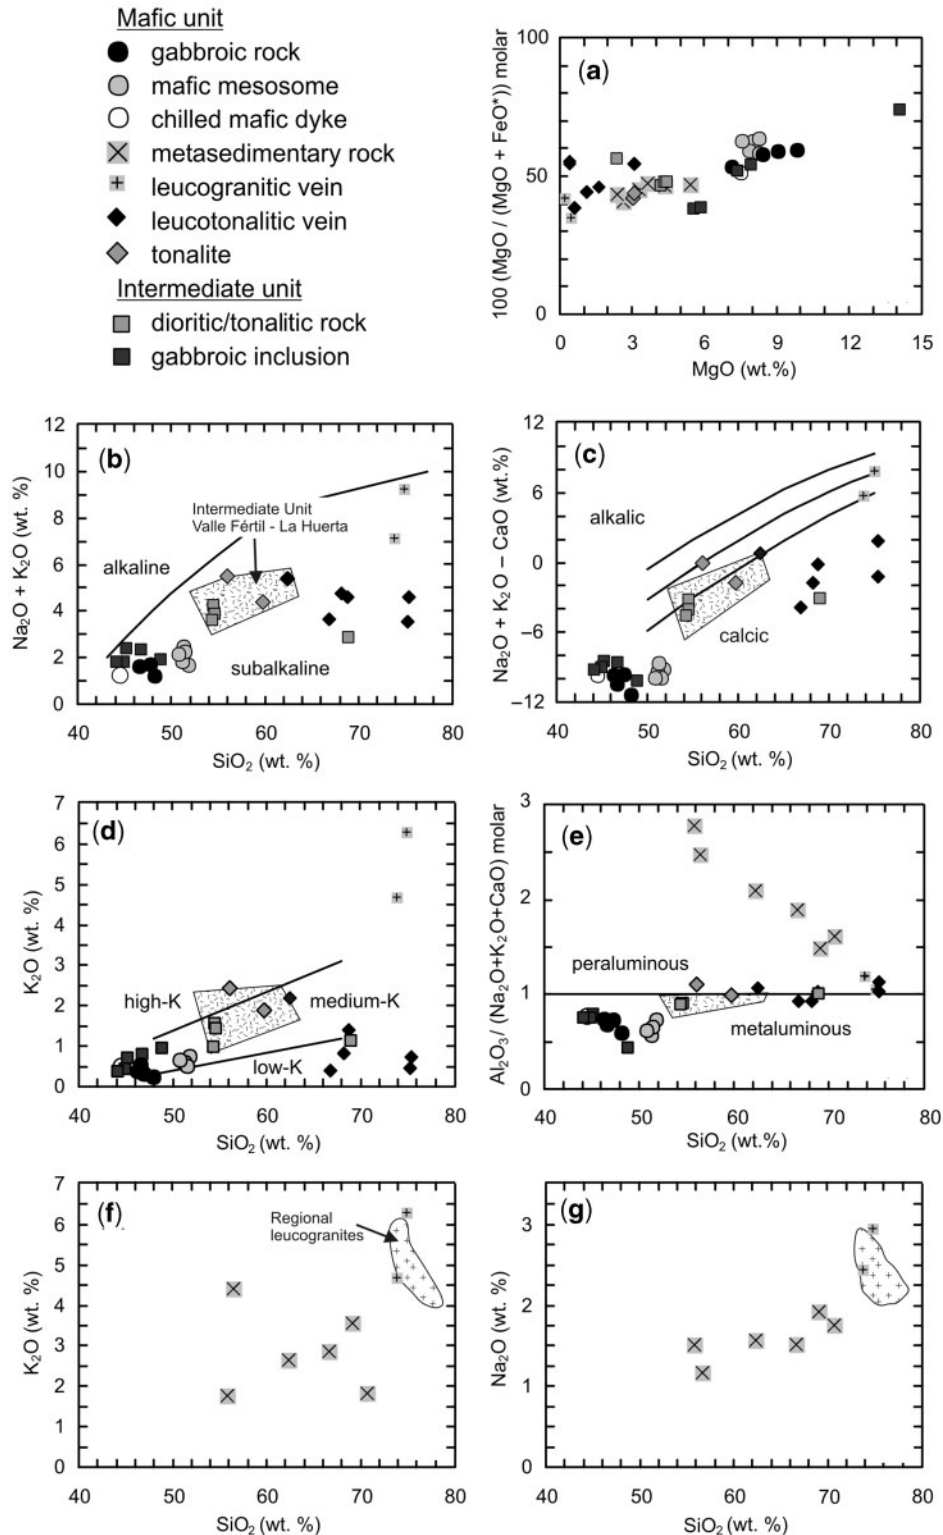 Mafic unit
gabbroic rock
mafic mesosome
chilled mafic dyke
metasedimentary rock
leucogranitic vein
leucotonalitic vein
tonalite
Intermediate unit
dioritic/tonalitic rock
gabbroic inclusion
(a)
100 (MgO / (MgO + FeO*)) molar
100
50
0
0 3 6 9 12 15
MgO (wt.%)
(b)
Na₂O + K₂O (wt. %)
12
10
8
6
4
2
0
Intermediate Unit
Valle Fértil - La Huerta
alkaline
subalkaline
40 50 60 70 80
SiO₂ (wt. %)
(c)
Na₂O + K₂O – CaO (wt.%)
12
6
0
–6
–12
alkalic
calcic
40 50 60 70 80
SiO₂ (wt. %)
(d)
K₂O (wt. %)
7
6
5
4
3
2
1
0
high-K
medium-K
low-K
40 50 60 70 80
SiO₂ (wt. %)
(e)
Al₂O₃/ (Na₂O+K₂O+CaO) molar
3
2
1
0
peraluminous
metaluminous
40 50 60 70 80
SiO₂ (wt.%)
(f)
K₂O (wt. %)
7
6
5
4
3
2
1
0
Regional
leucogranites
40 50 60 70 80
SiO₂ (wt. %)
(g)
Na₂O (wt. %)
3
2
1
0
40 50 60 70 80
SiO₂ (wt. %)